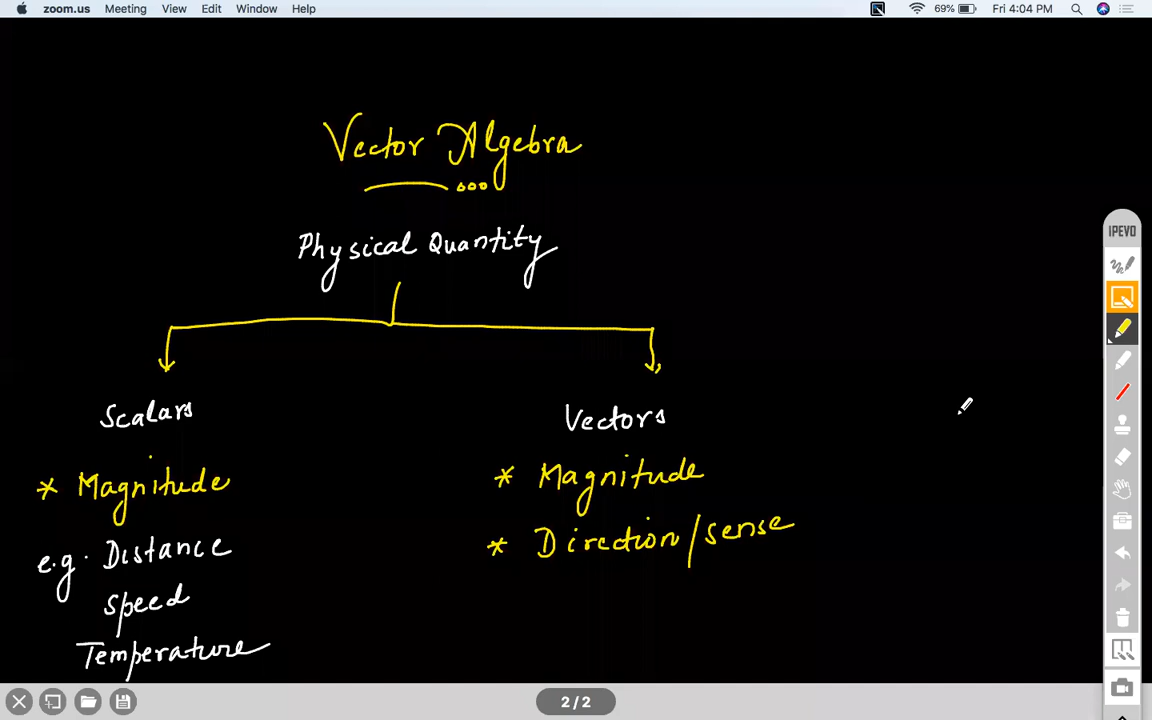 zoom.us Meeting View Edit Window Help 69% Fri 4:04 PM
Vector Algebra
Physical Quantity
IPEVO
Scalars Vectors
* Magnitude * Magnitude
e.g. Distance * Direction/sense
Speed
Temperature
2/2